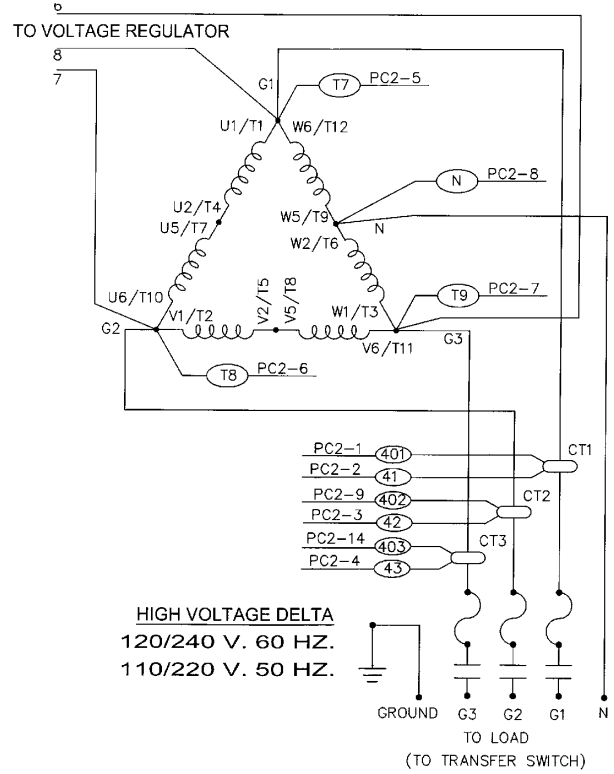 6
TO VOLTAGE REGULATOR
8
7
G1
T7 PC2-5
U1/T1 W6/T12
N PC2-8
U2/T4
U5/T7
W5/T9
W2/T6
N
T9 PC2-7
U6/T10
V1/T2
V2/T5
V5/T8
W1/T3
V6/T11
G2
G3
T8 PC2-6
PC2-1 401
CT1
PC2-2 41
PC2-9 402
CT2
PC2-3 42
PC2-14 403
CT3
PC2-4 43
HIGH VOLTAGE DELTA
120/240 V. 60 HZ.
110/220 V. 50 HZ.
GROUND G3 G2 G1 N
TO LOAD
(TO TRANSFER SWITCH)